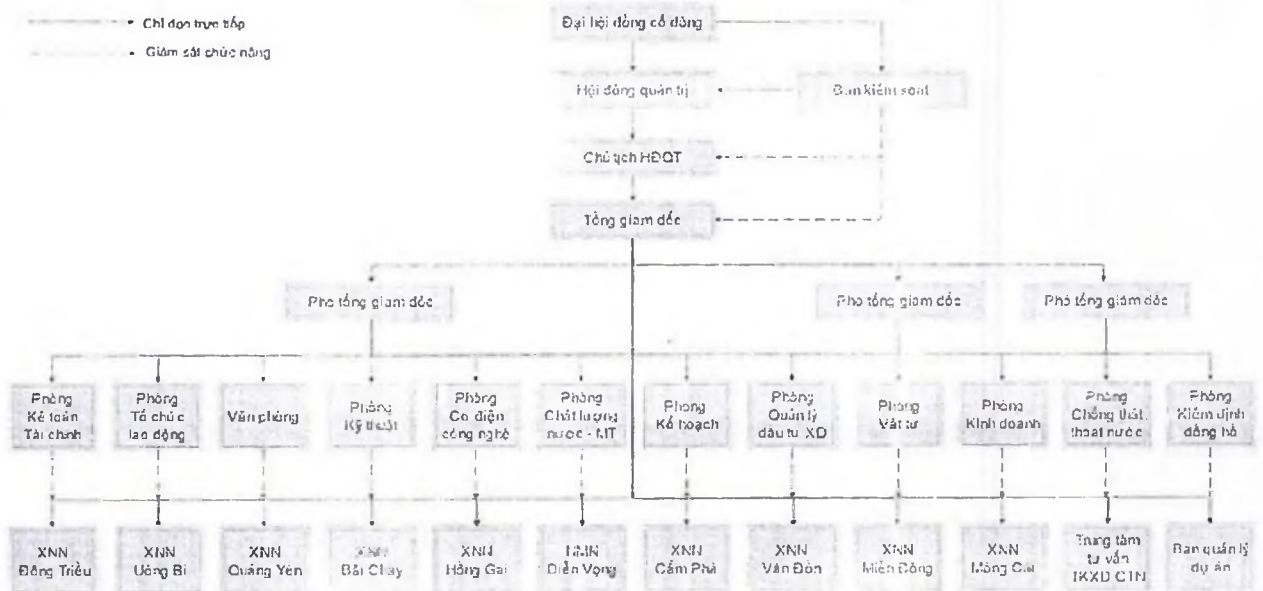 Chỉ đạo trực tiếp
Giám sát chức năng
Đại hội đồng cổ đông
Hội đồng quản trị
Ban kiểm soát
Chủ tịch HĐQT
Tổng giám đốc
Phó tổng giám đốc
Phó tổng giám đốc
Phó tổng giám đốc
Phòng
Kế toán
Tài chính
Phòng
Tổ chức
lao động
Văn phòng
Phòng
Kỹ thuật
Phòng
Cơ điện
công nghệ
Phòng
Chất lượng
nước - MT
Phòng
Kế hoạch
Phòng
Quản lý
đầu tư XD
Phòng
Vật tư
Phòng
Kinh doanh
Phòng
Chống thất
thoát nước
Phòng
Kiểm định
đồng hồ
XNN
Đông Triều
XNN
Uông Bí
XNN
Quảng Yên
XNN
Bãi Cháy
XNN
Hồng Gai
NMN
Diễn Vọng
XNN
Cẩm Phả
XNN
Vân Đồn
XNN
Miền Đông
XNN
Móng Cái
Trung tâm
tư vấn
TKXD CTN
Ban quản lý
dự án